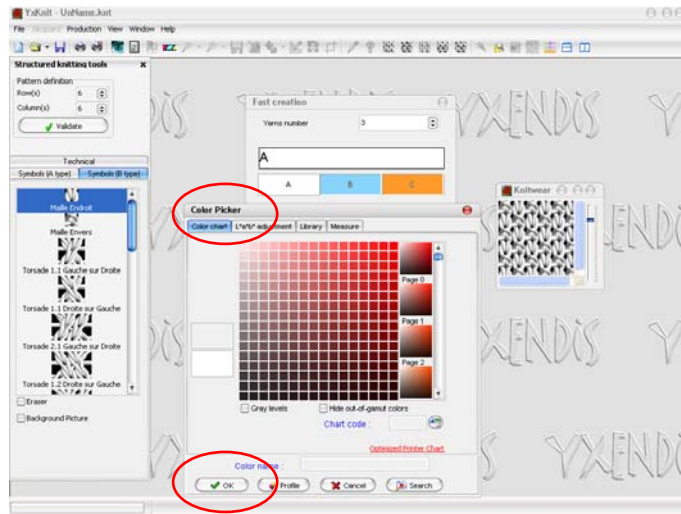 YxKnit - UnName.knt
File Jacquard Production View Window Help
Structured knitting tools x
Pattern definition
Row(s) 6
Column(s) 6
Validate
Technical
Symbols (A type) Symbols (B type)
Maille Endroit
Maille Envers
Torsade 1.1 Gauche sur Droite
Torsade 1.1 Droite sur Gauche
Torsade 2.1 Gauche sur Droite
Torsade 1.2 Droite sur Gauche
Eraser
Background Picture
Fast creation
Yarns number 3
A
A B C
Color Picker
Color chart L*a*b* adjustment Library Measure
Page 0
Page 1
Page 2
Gray levels Hide out-of-gamut colors
Chart code :
Optimized Printer Chart
Color name :
OK Profile Cancel Search
Knitwear
YXENDIS
YXENDIS
YXENDIS